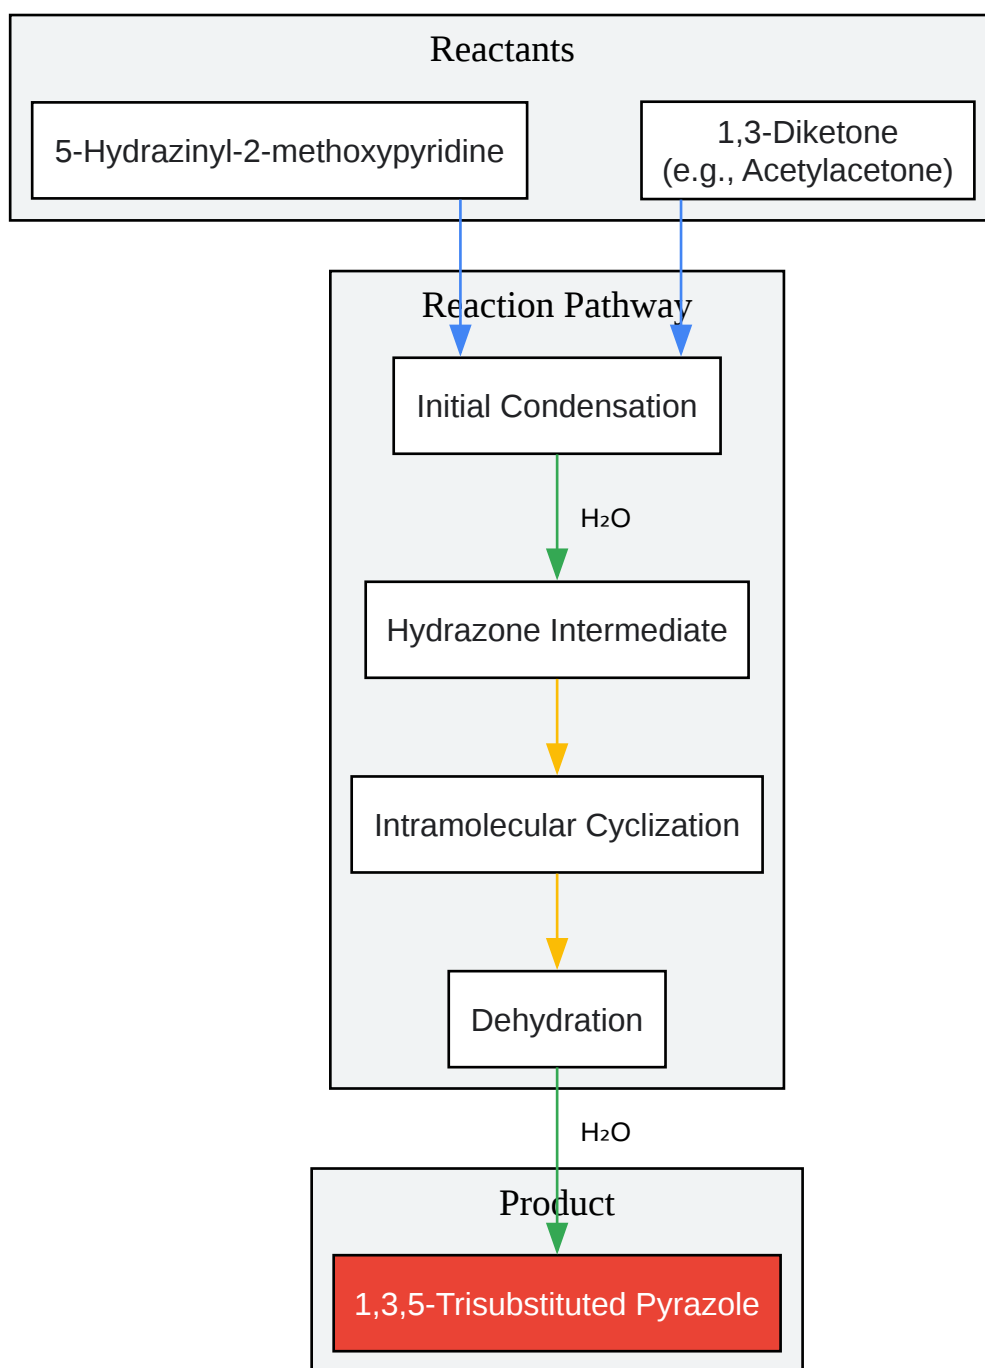 Reactants
5-Hydrazinyl-2-methoxypyridine
1,3-Diketone
(e.g., Acetylacetone)
Reaction Pathway
Initial Condensation
H₂O
Hydrazone Intermediate
Intramolecular Cyclization
Dehydration
H₂O
Product
1,3,5-Trisubstituted Pyrazole